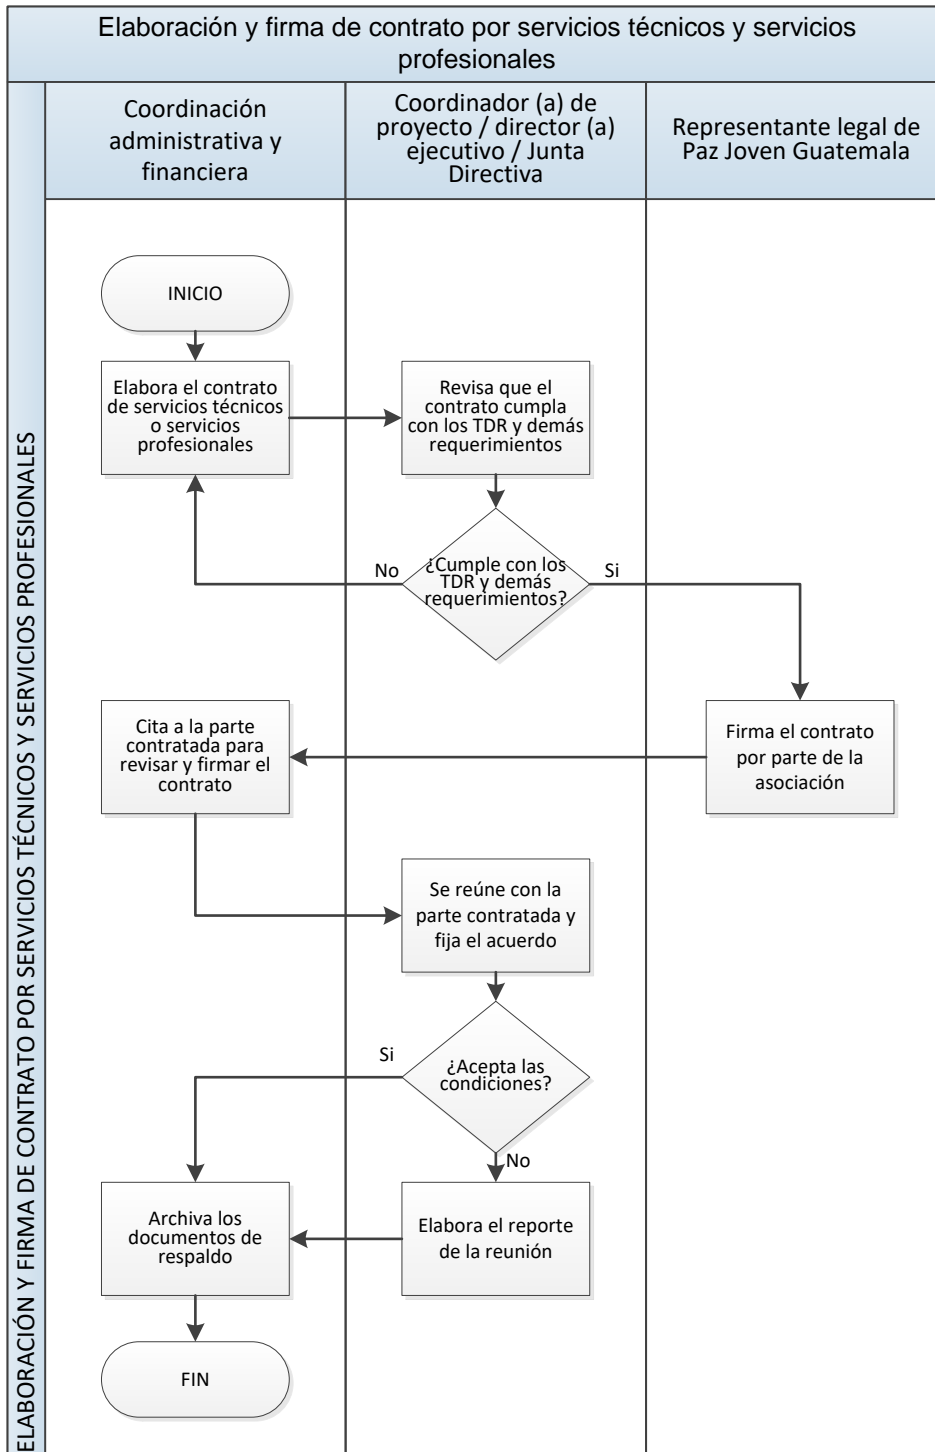 Elaboración y firma de contrato por servicios técnicos y servicios
profesionales
ELABORACIÓN Y FIRMA DE CONTRATO POR SERVICIOS TÉCNICOS Y SERVICIOS PROFESIONALES
Coordinación
administrativa y
financiera
Coordinador (a) de
proyecto / director (a)
ejecutivo / Junta
Directiva
Representante legal de
Paz Joven Guatemala
INICIO
Elabora el contrato
de servicios técnicos
o servicios
profesionales
Revisa que el
contrato cumpla
con los TDR y demás
requerimientos
No
¿Cumple con los
TDR y demás
requerimientos?
Si
Cita a la parte
contratada para
revisar y firmar el
contrato
Firma el contrato
por parte de la
asociación
Se reúne con la
parte contratada y
fija el acuerdo
Si
¿Acepta las
condiciones?
No
Archiva los
documentos de
respaldo
Elabora el reporte
de la reunión
FIN